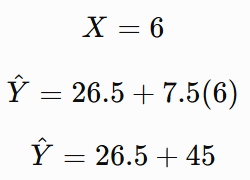 X = 6
Ŷ = 26.5 + 7.5(6)
Ŷ = 26.5 + 45